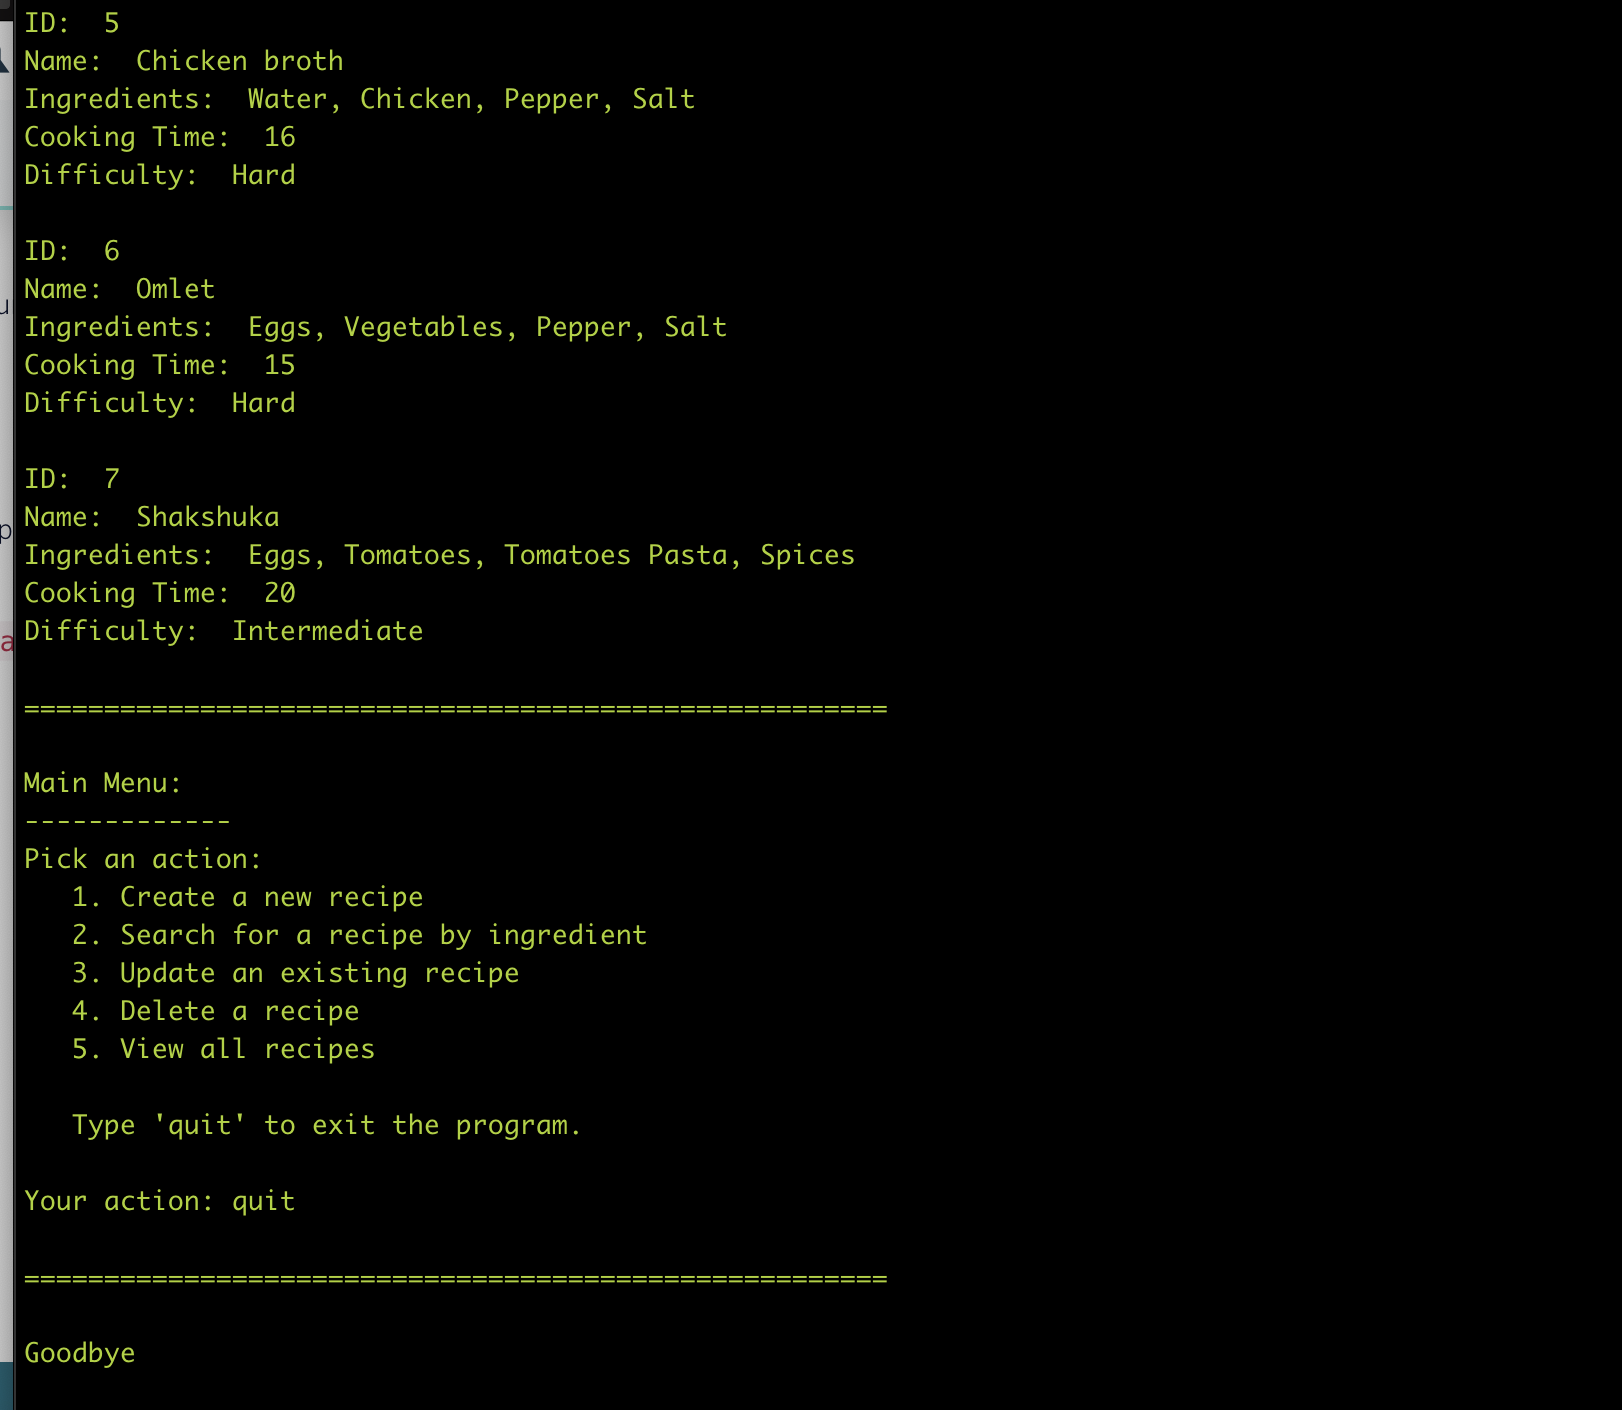 ID:  5
Name:  Chicken broth
Ingredients:  Water, Chicken, Pepper, Salt
Cooking Time:  16
Difficulty:  Hard
ID:  6
Name:  Omlet
Ingredients:  Eggs, Vegetables, Pepper, Salt
Cooking Time:  15
Difficulty:  Hard
ID:  7
Name:  Shakshuka
Ingredients:  Eggs, Tomatoes, Tomatoes Pasta, Spices
Cooking Time:  20
Difficulty:  Intermediate
======================================================
Main Menu:
-------------
Pick an action:
1. Create a new recipe
2. Search for a recipe by ingredient
3. Update an existing recipe
4. Delete a recipe
5. View all recipes
Type 'quit' to exit the program.
Your action: quit
======================================================
Goodbye